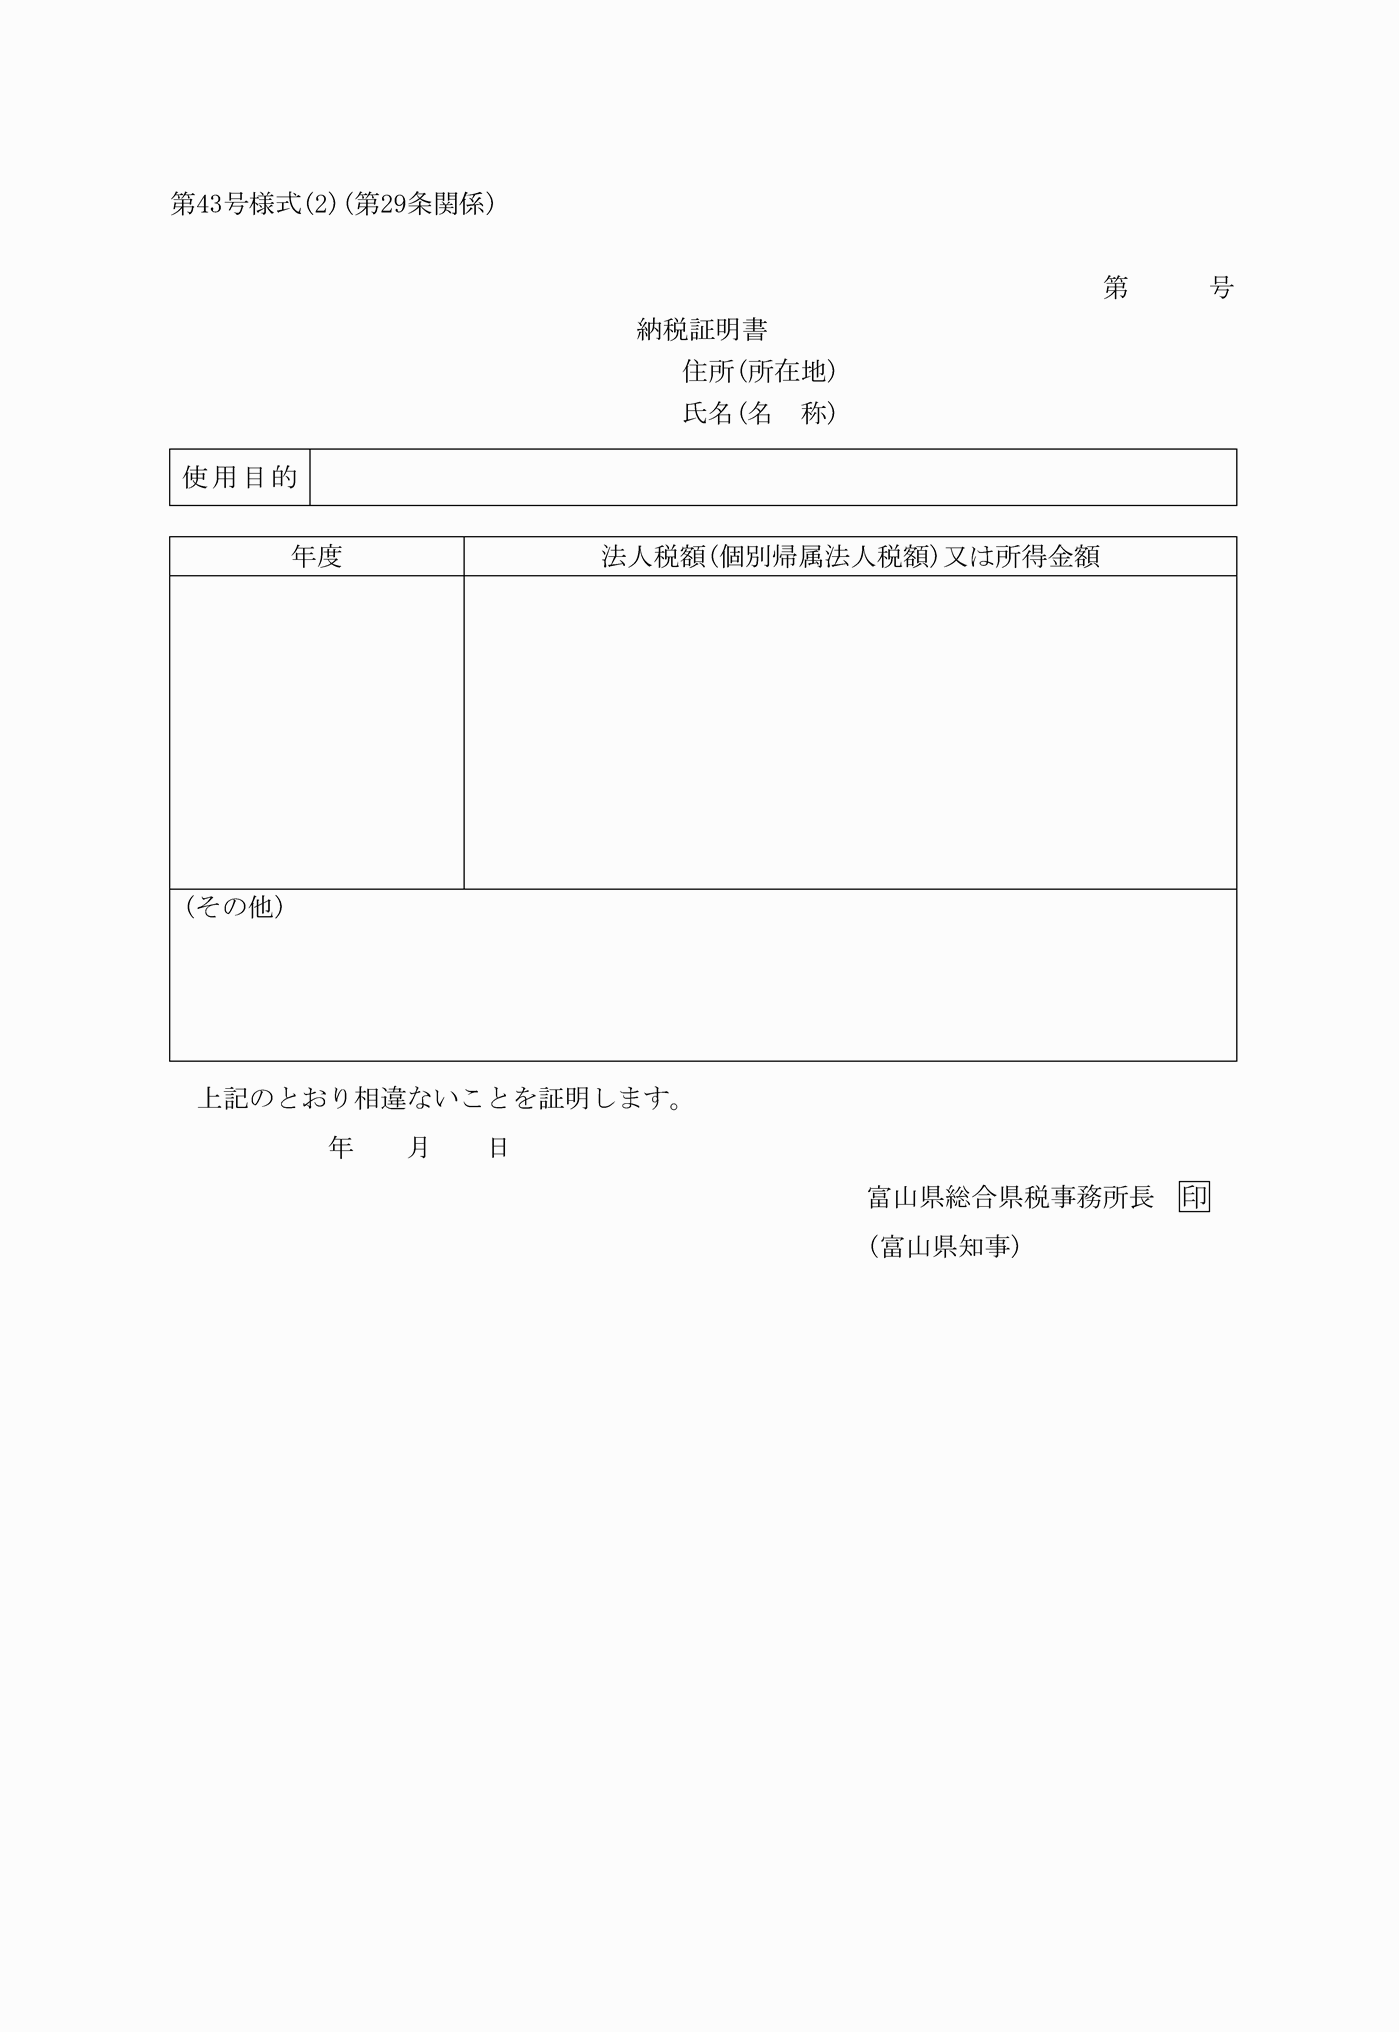 第43号様式(2)(第29条関係)
第　　　号
納税証明書
住所(所在地)
氏名(名　称)
使用目的
年度　法人税額(個別帰属法人税額)又は所得金額
(その他)
上記のとおり相違ないことを証明します。
年　　月　　日
富山県総合県税事務所長　印
(富山県知事)